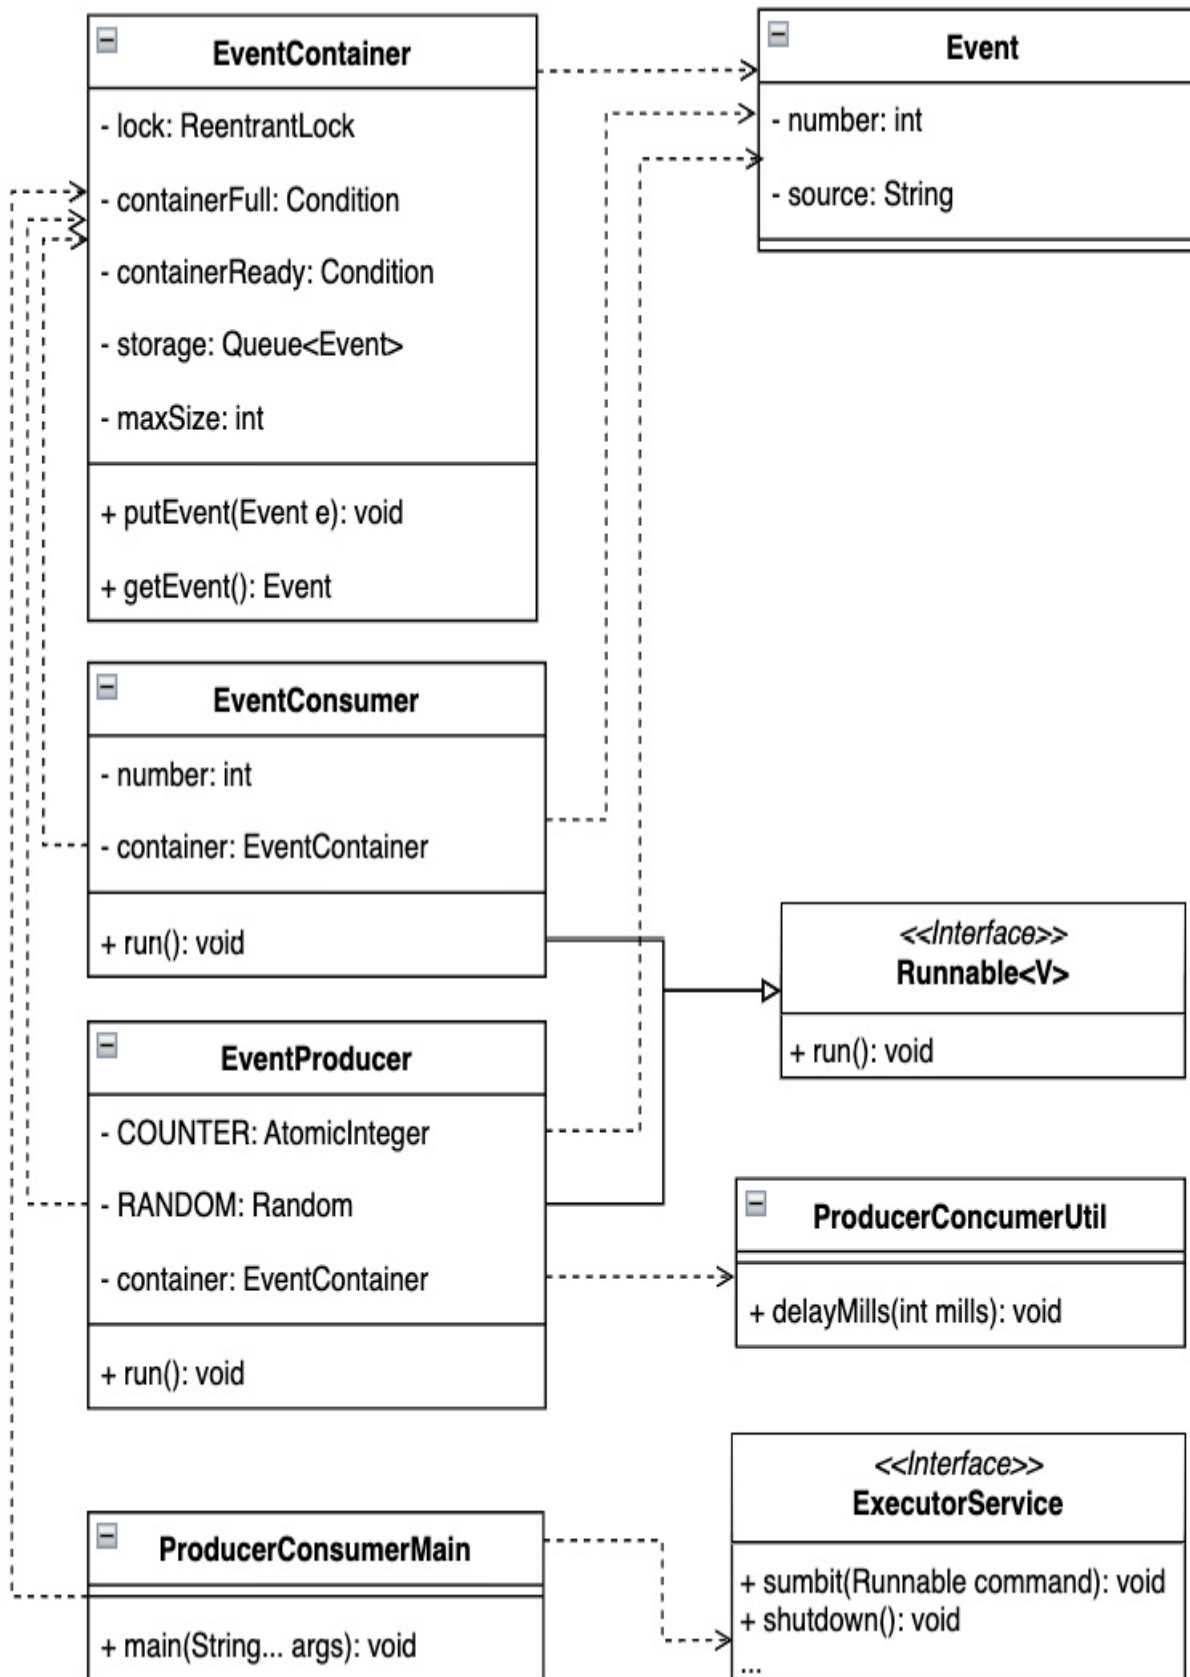 EventContainer
- lock: ReentrantLock
- containerFull: Condition
- containerReady: Condition
- storage: Queue<Event>
- maxSize: int
+ putEvent(Event e): void
+ getEvent(): Event
Event
- number: int
- source: String
EventConsumer
- number: int
- container: EventContainer
+ run(): void
<<Interface>>
Runnable<V>
+ run(): void
EventProducer
- COUNTER: AtomicInteger
- RANDOM: Random
- container: EventContainer
+ run(): void
ProducerConcumerUtil
+ delayMills(int mills): void
ProducerConsumerMain
+ main(String... args): void
<<Interface>>
ExecutorService
+ sumbit(Runnable command): void
+ shutdown(): void
...